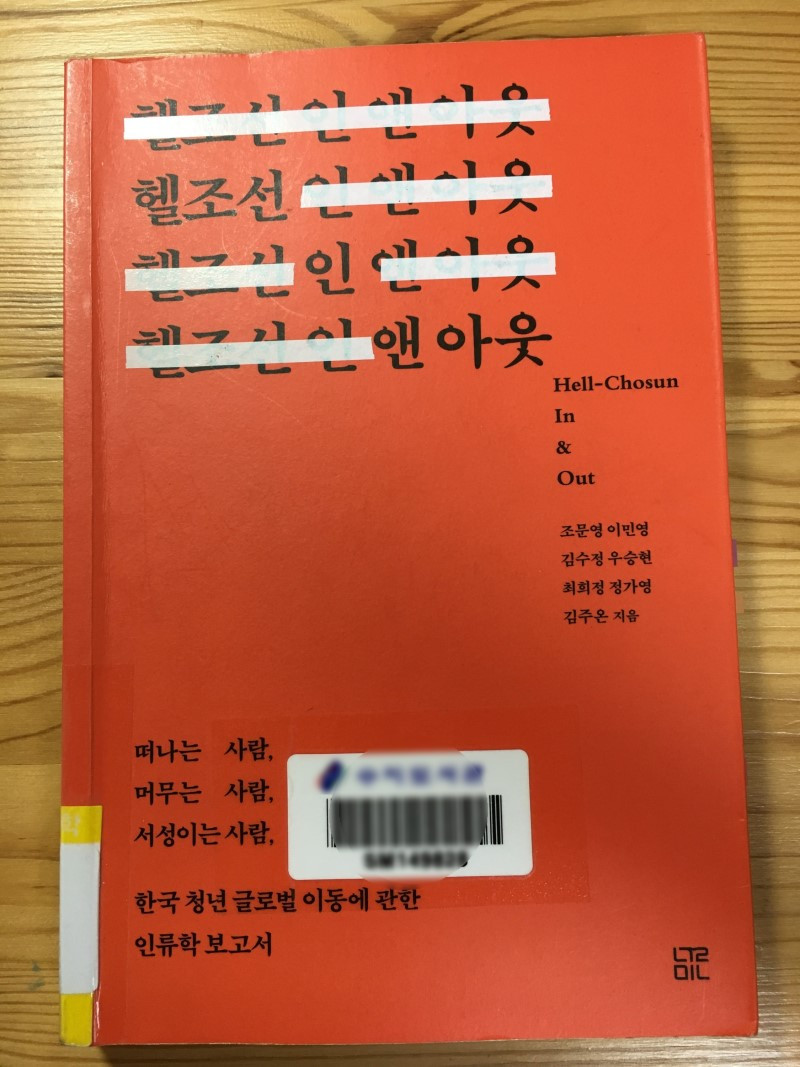 헬조선 인 앤 아웃
헬조선 인 앤 아웃
헬조선 인 앤 아웃
헬조선 인 앤 아웃
Hell-Chosun
In
&
Out
조문영 이민영
김수정 우승현
최희정 정가영
김주온 지음
떠나는 사람,
머무는 사람,
서성이는 사람,
한국 청년 글로벌 이동에 관한
인류학 보고서
눌민